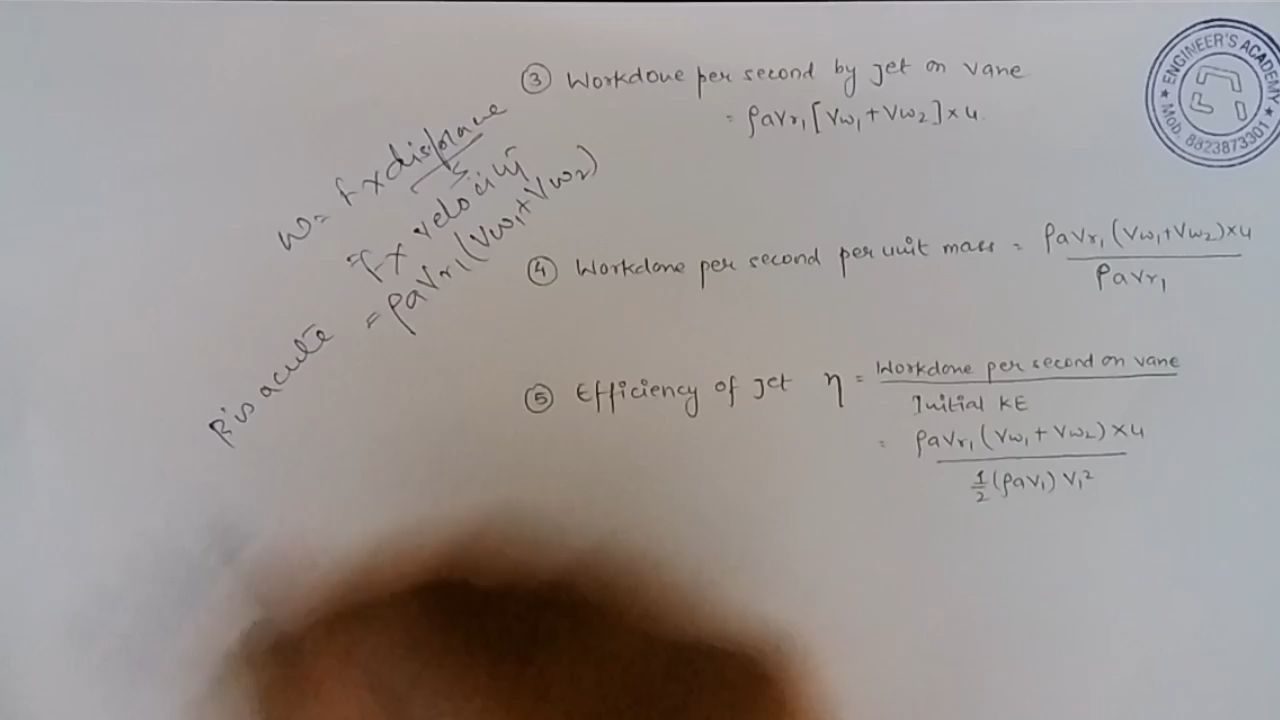 ③ Workdone per second by jet on vane
= ρaVr₁[Vw₁+Vw₂]×u
W= F× displane
s
=F× velocity
= ρaVr₁(Vw₁+Vw₂)
β is acute
④ Workdone per second per unit mass = ρaVr₁(Vw₁+Vw₂)×u
ρaVr₁
⑤ Efficiency of jet η = Workdone per second on vane
Initial KE
= ρaVr₁(Vw₁+Vw₂)×u
½(ρaV₁)V₁²
ENGINEER'S ACADEMY
Mob. 8823873301